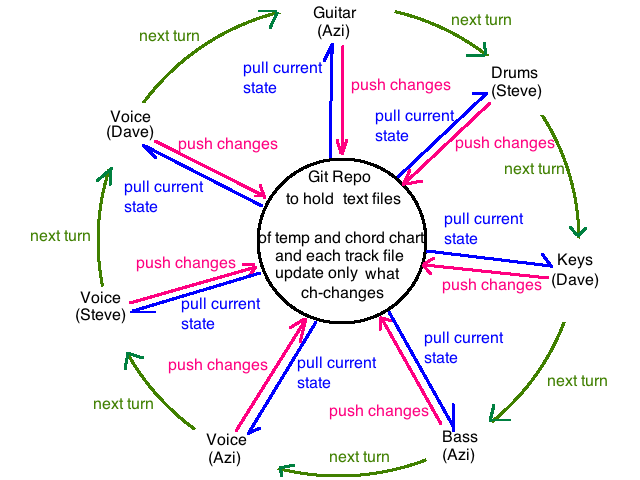 Guitar
(Azi)
next turn
next turn
pull current
state
push changes
Drums
(Steve)
pull current
state
push changes
Voice
(Dave)
push changes
pull current
state
next turn
Git Repo
to hold  text files
of temp and chord chart
and each track file
update only  what
ch-changes
pull current
state
Keys
(Dave)
push changes
next turn
push changes
pull current
state
Voice
(Steve)
next turn
push changes
pull current
state
pull current
state
push changes
next turn
next turn
Voice
(Azi)
Bass
(Azi)
next turn